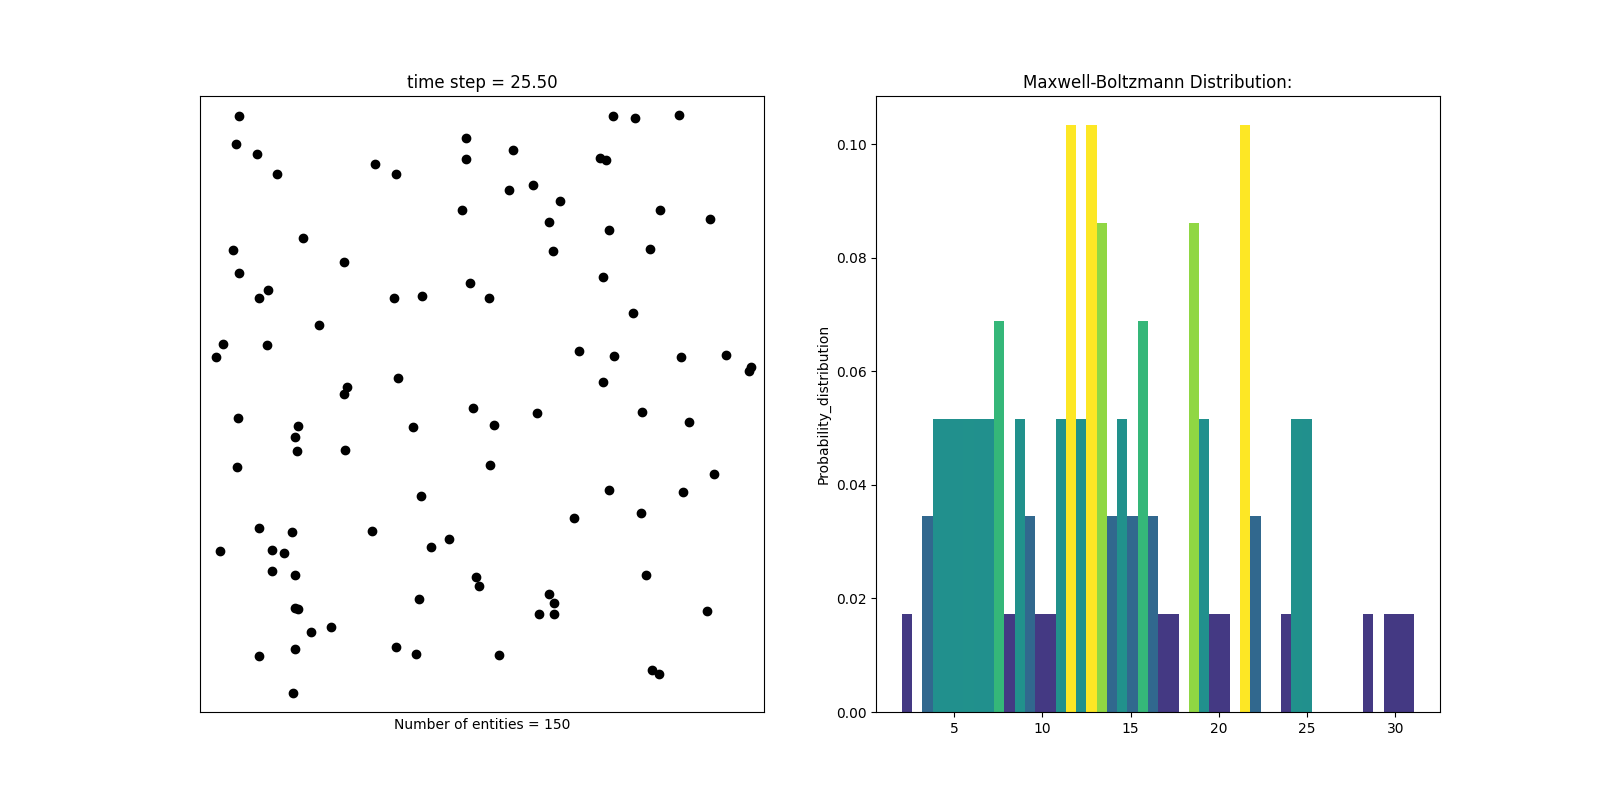 time step = 25.50
Number of entities = 150
Maxwell-Boltzmann Distribution:
Probability_distribution
0.10
0.08
0.06
0.04
0.02
0.00
5 10 15 20 25 30